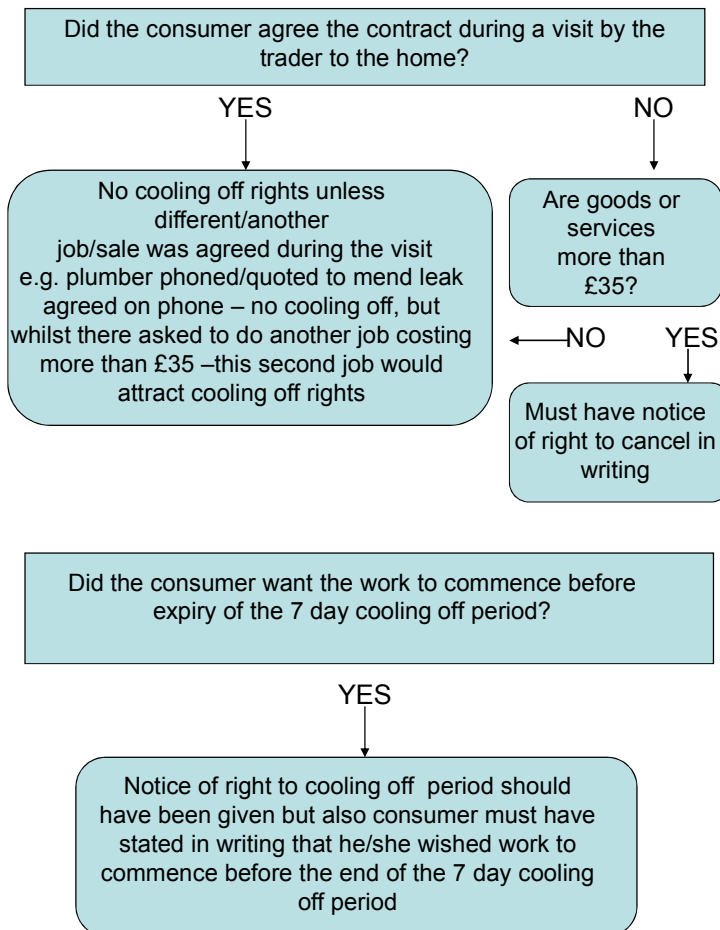 Did the consumer agree the contract during a visit by the
trader to the home?
YES
NO
No cooling off rights unless
different/another
job/sale was agreed during the visit
e.g. plumber phoned/quoted to mend leak
agreed on phone – no cooling off, but
whilst there asked to do another job costing
more than £35 –this second job would
attract cooling off rights
Are goods or
services
more than
£35?
NO
YES
Must have notice
of right to cancel in
writing
Did the consumer want the work to commence before
expiry of the 7 day cooling off period?
YES
Notice of right to cooling off period should
have been given but also consumer must have
stated in writing that he/she wished work to
commence before the end of the 7 day cooling
off period